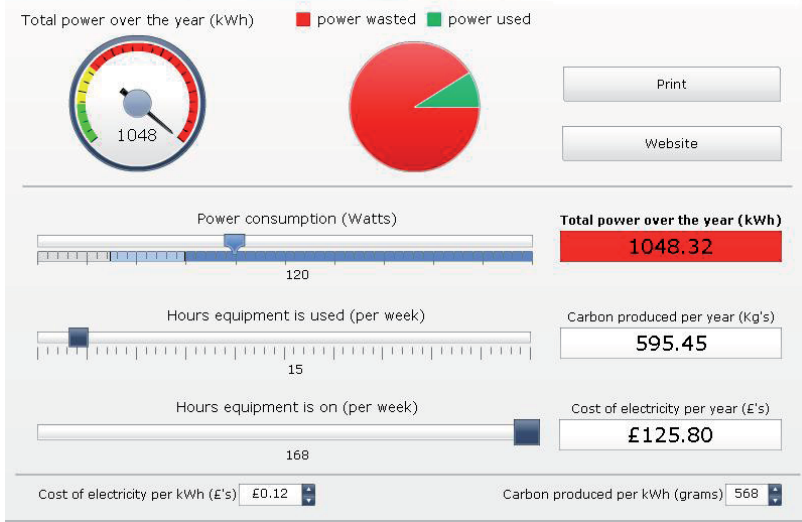 Total power over the year (kWh)
power wasted power used
1048
Print
Website
Power consumption (Watts)
120
Total power over the year (kWh)
1048.32
Hours equipment is used (per week)
15
Carbon produced per year (Kg's)
595.45
Hours equipment is on (per week)
168
Cost of electricity per year (£'s)
£125.80
Cost of electricity per kWh (£'s) £0.12
Carbon produced per kWh (grams) 568